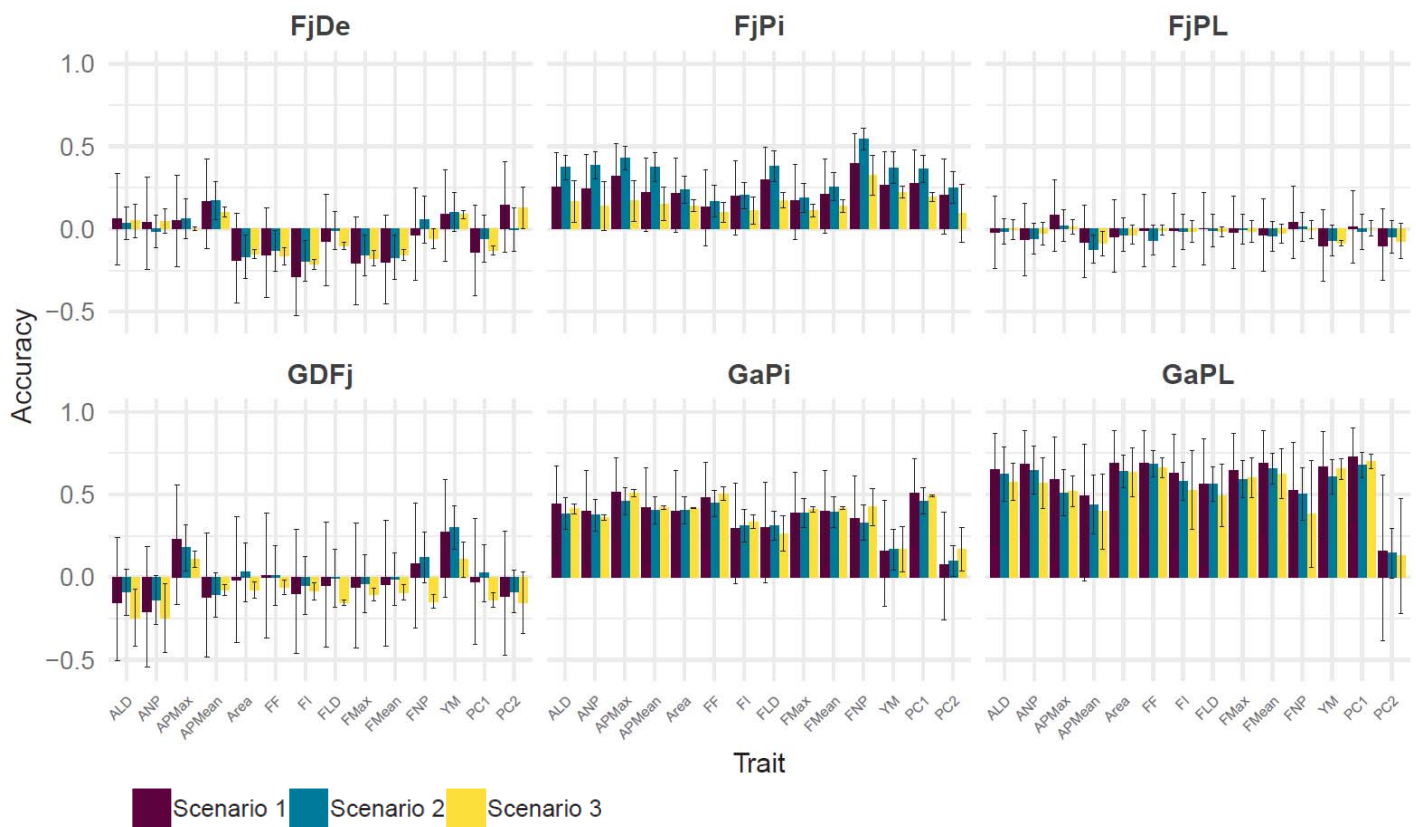 FjDe FjPi FjPL
1.0
0.5
0.0
−0.5
GDFj GaPi GaPL
1.0
0.5
0.0
−0.5
Accuracy
ALD ANP APMax APMean Area FF FI FLD FMax FMean FNP YM PC1 PC2 ALD ANP APMax APMean Area FF FI FLD FMax FMean FNP YM PC1 PC2 ALD ANP APMax APMean Area FF FI FLD FMax FMean FNP YM PC1 PC2
Trait
Scenario 1 Scenario 2 Scenario 3